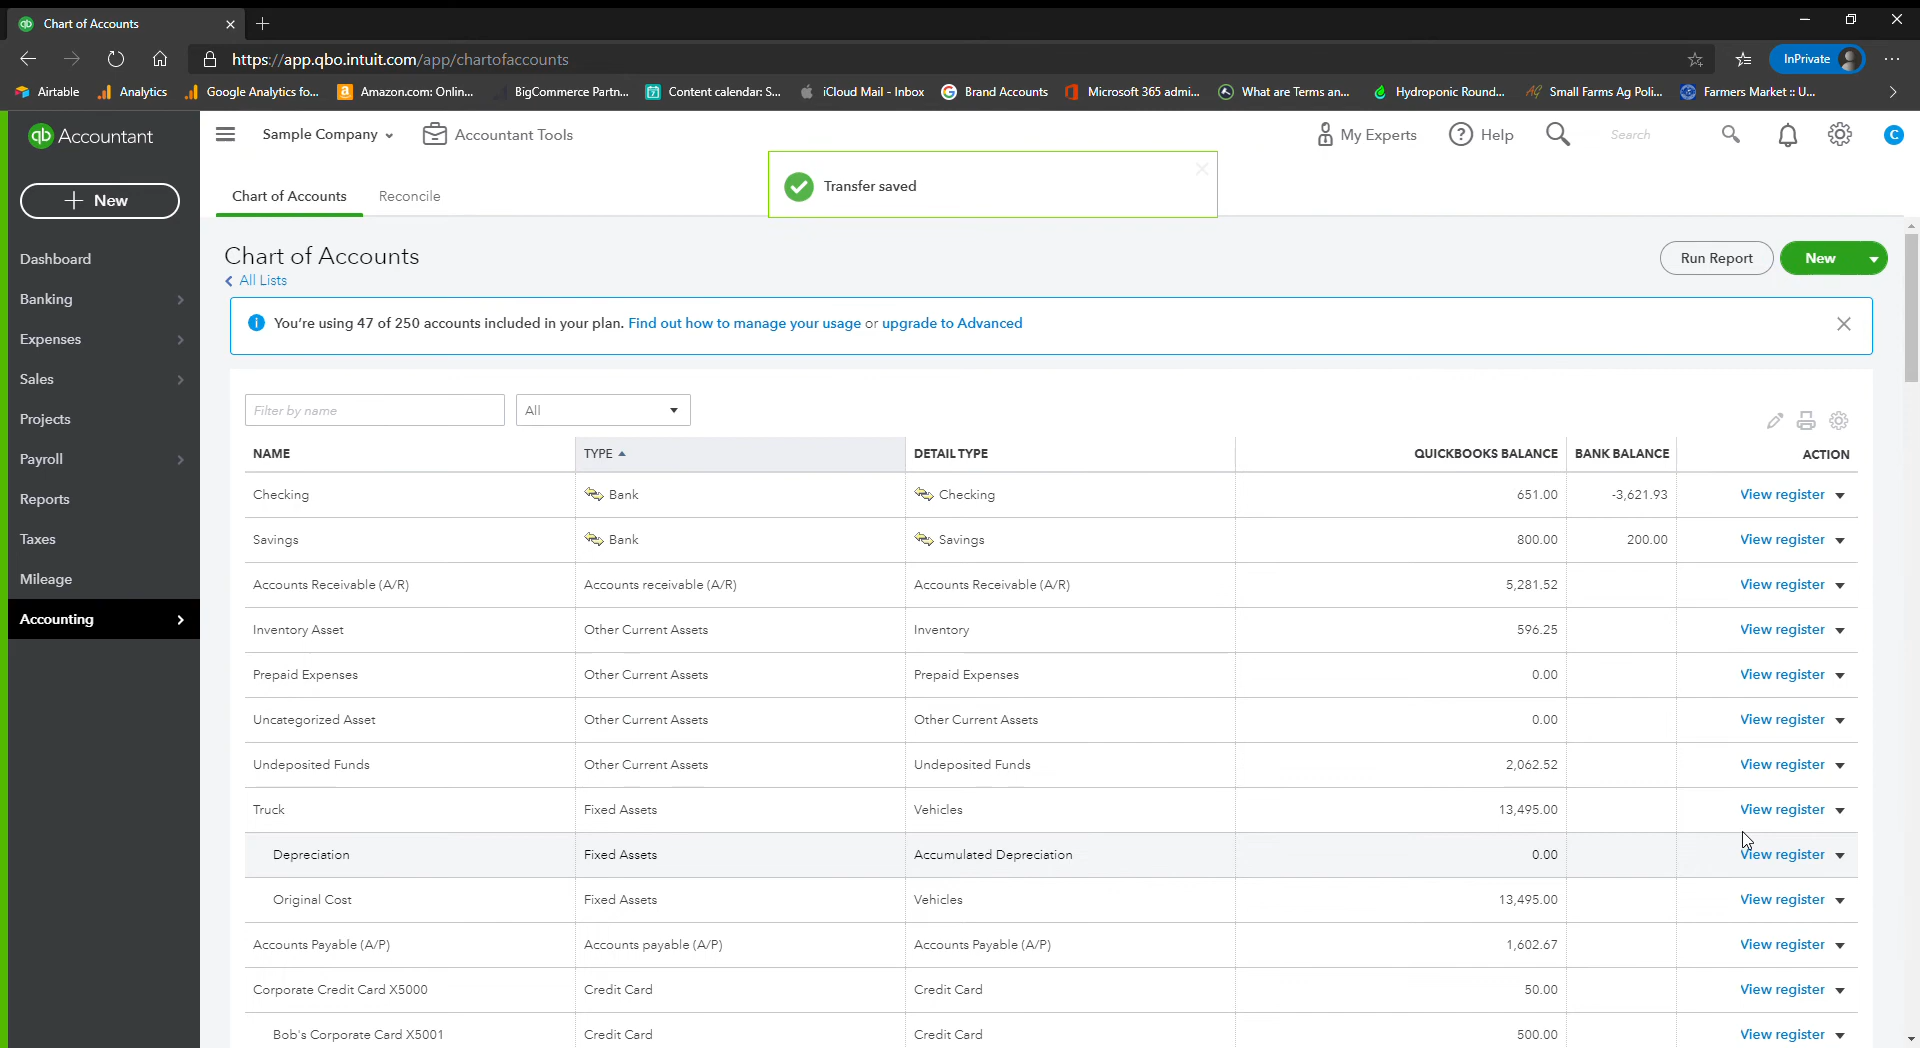 Chart of Accounts
https://app.qbo.intuit.com/app/chartofaccounts
InPrivate
Airtable Analytics Google Analytics fo... Amazon.com: Onlin... BigCommerce Partn... Content calendar: S... iCloud Mail - Inbox Brand Accounts Microsoft 365 admi... What are Terms an... Hydroponic Round... Small Farms Ag Poli... Farmers Market :: U...
qb Accountant
Sample Company Accountant Tools My Experts Help Search C
Transfer saved
New
Chart of Accounts Reconcile
Dashboard
Banking
Expenses
Sales
Projects
Payroll
Reports
Taxes
Mileage
Accounting
Chart of Accounts
All Lists
Run Report New
You're using 47 of 250 accounts included in your plan. Find out how to manage your usage or upgrade to Advanced
Filter by name All
NAME TYPE DETAIL TYPE QUICKBOOKS BALANCE BANK BALANCE ACTION
Checking Bank Checking 651.00 -3,621.93 View register
Savings Bank Savings 800.00 200.00 View register
Accounts Receivable (A/R) Accounts receivable (A/R) Accounts Receivable (A/R) 5,281.52 View register
Inventory Asset Other Current Assets Inventory 596.25 View register
Prepaid Expenses Other Current Assets Prepaid Expenses 0.00 View register
Uncategorized Asset Other Current Assets Other Current Assets 0.00 View register
Undeposited Funds Other Current Assets Undeposited Funds 2,062.52 View register
Truck Fixed Assets Vehicles 13,495.00 View register
Depreciation Fixed Assets Accumulated Depreciation 0.00 View register
Original Cost Fixed Assets Vehicles 13,495.00 View register
Accounts Payable (A/P) Accounts payable (A/P) Accounts Payable (A/P) 1,602.67 View register
Corporate Credit Card X5000 Credit Card Credit Card 50.00 View register
Bob's Corporate Card X5001 Credit Card Credit Card 500.00 View register